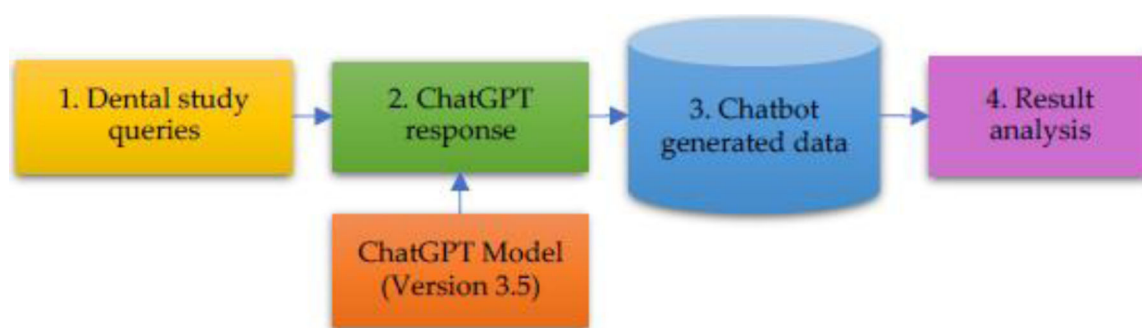 1. Dental study
queries
2. ChatGPT
response
3. Chatbot
generated data
4. Result
analysis
ChatGPT Model
(Version 3.5)